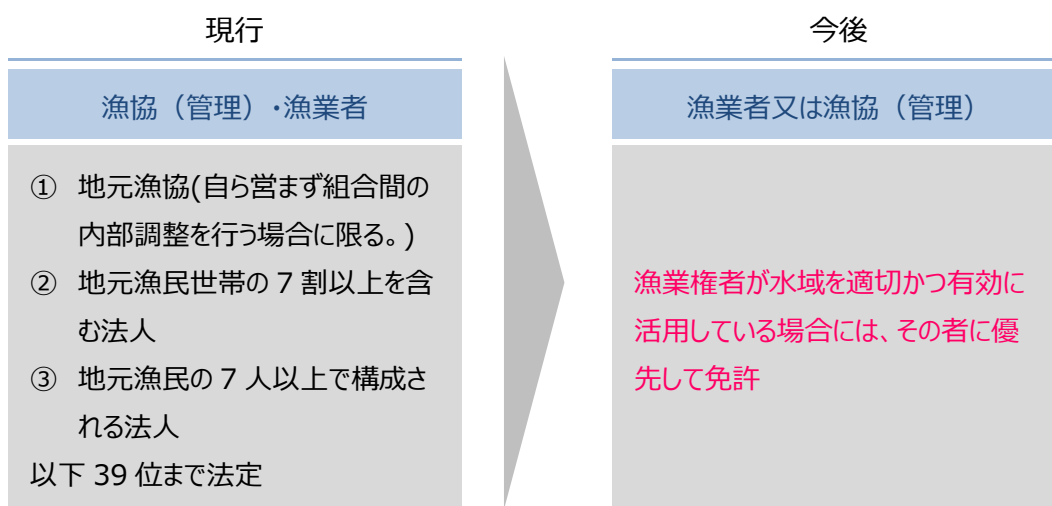 現行
漁協（管理）・漁業者
① 地元漁協(自ら営まず組合間の
内部調整を行う場合に限る。)
② 地元漁民世帯の 7 割以上を含
む法人
③ 地元漁民の 7 人以上で構成さ
れる法人
以下 39 位まで法定
今後
漁業者又は漁協（管理）
漁業権者が水域を適切かつ有効に
活用している場合には、その者に優
先して免許